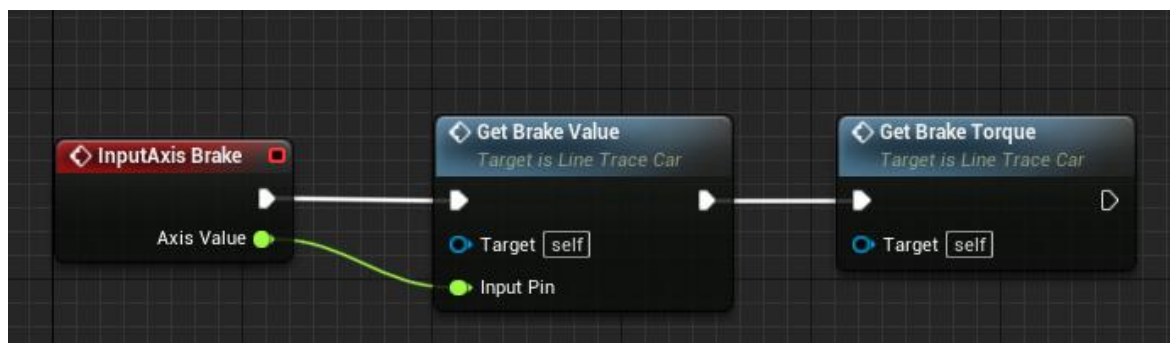 InputAxis Brake
Axis Value
Get Brake Value
Target is Line Trace Car
Target self
Input Pin
Get Brake Torque
Target is Line Trace Car
Target self